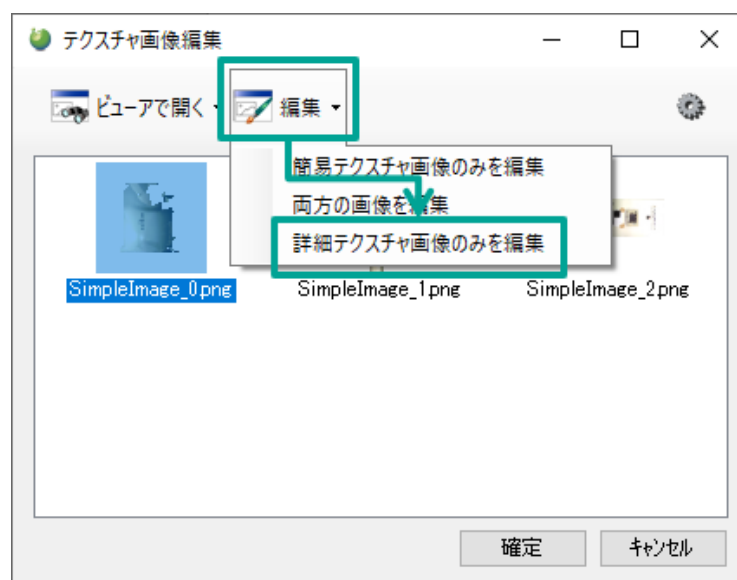 テクスチャ画像編集
ビューアで開く
編集
簡易テクスチャ画像のみを編集
両方の画像を編集
詳細テクスチャ画像のみを編集
SimpleImage_0.png
SimpleImage_1.png
SimpleImage_2.png
確定
キャンセル